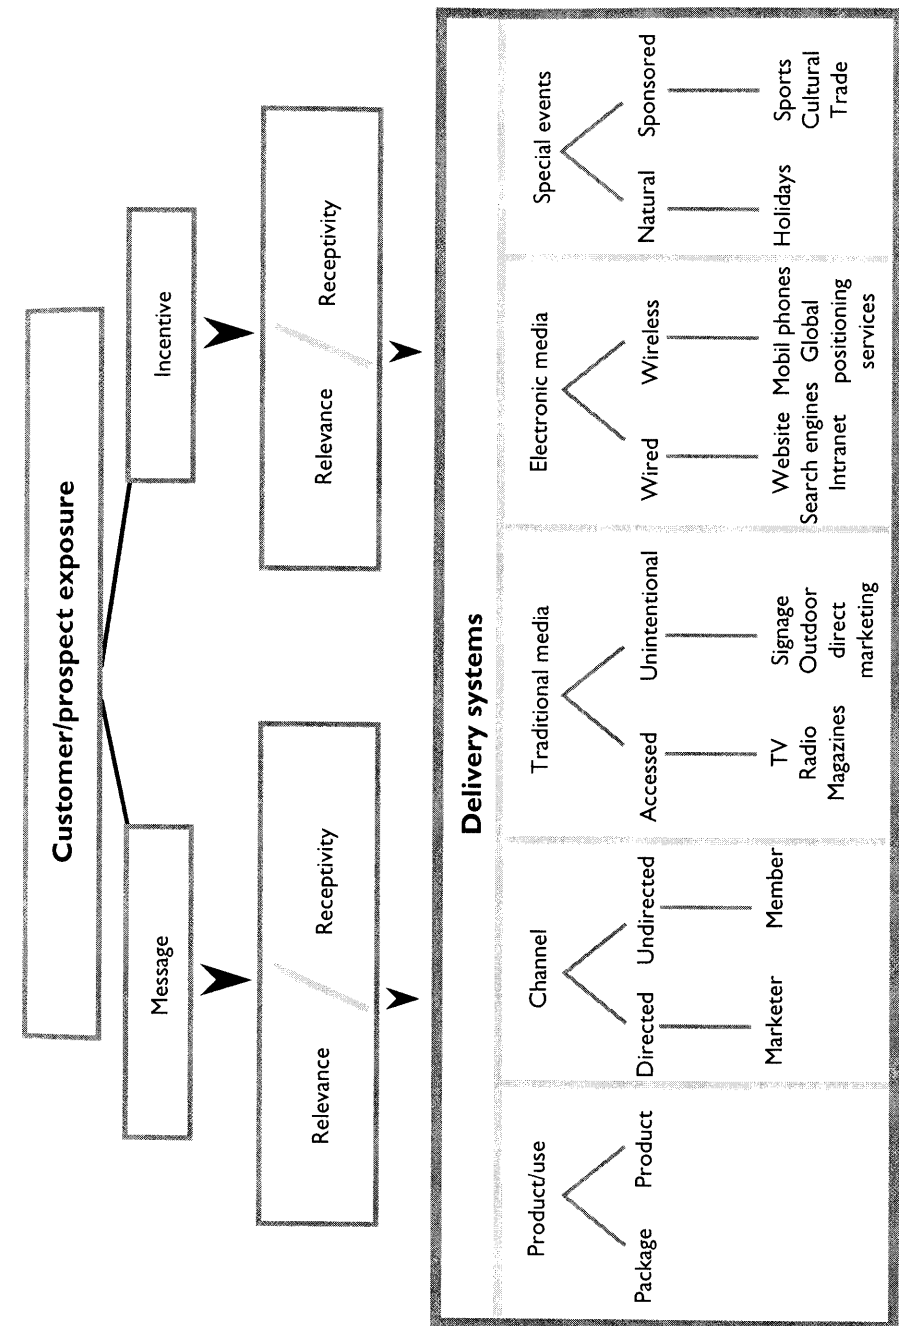 Customer/prospect exposure
Message
Incentive
Relevance
Receptivity
Relevance
Receptivity
Delivery systems
Product/use
Package
Product
Channel
Directed
Undirected
Marketer
Member
Traditional media
Accessed
Unintentional
TV
Radio
Magazines
Signage
Outdoor
direct
marketing
Electronic media
Wired
Wireless
Website
Search engines
Intranet
Mobil phones
Global
positioning
services
Special events
Natural
Sponsored
Holidays
Sports
Cultural
Trade